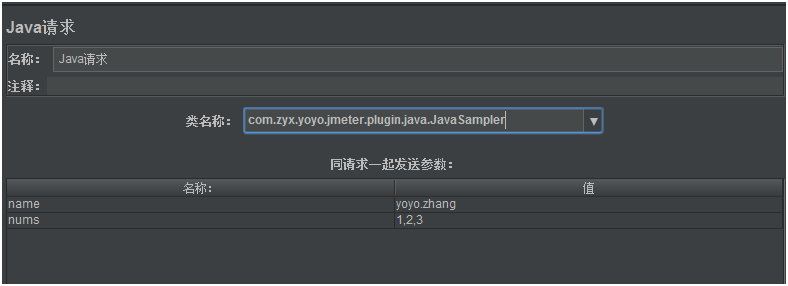 Java请求
名称： Java请求
注释：
类名称： com.zyx.yoyo.jmeter.plugin.java.JavaSampler
同请求一起发送参数：
名称： 值
name yoyo.zhang
nums 1,2,3